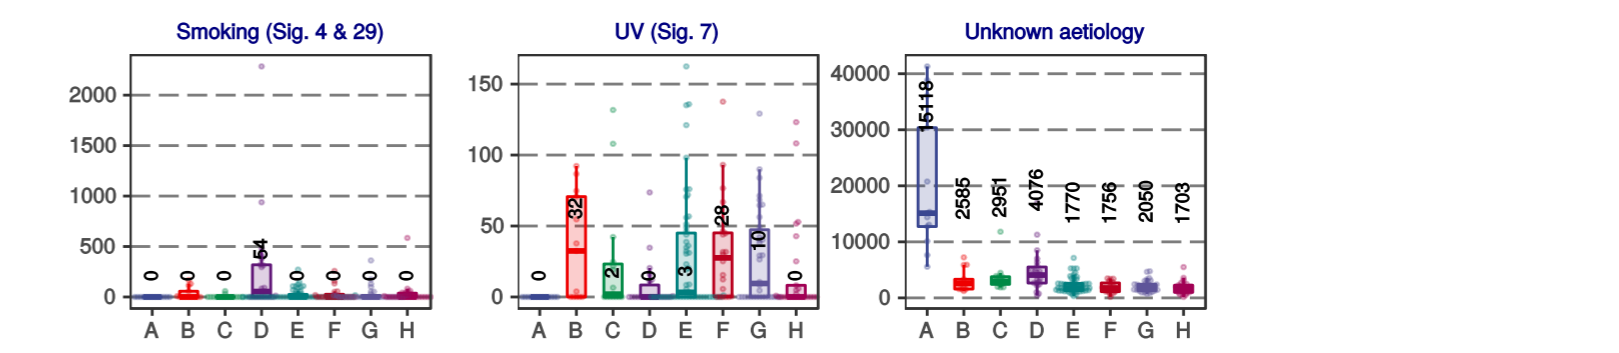 Smoking (Sig. 4 & 29) UV (Sig. 7) Unknown aetiology
2000
1500
1000
500
0
0 0 0 54 0 0 0 0
A B C D E F G H
150
100
50
0
0 32 2 0 3 28 10 0
A B C D E F G H
40000
30000
20000
10000
0
15118 2585 2951 4076 1770 1756 2050 1703
A B C D E F G H